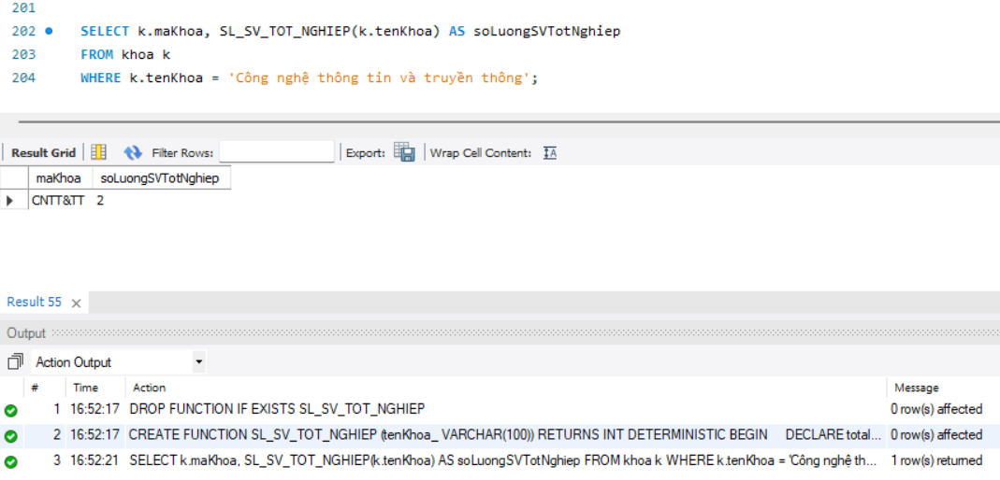 201
202 SELECT k.maKhoa, SL_SV_TOT_NGHIEP(k.tenKhoa) AS soLuongSVTotNghiep
203 FROM khoa k
204 WHERE k.tenKhoa = 'Công nghệ thông tin và truyền thông';
Result Grid Filter Rows: Export: Wrap Cell Content: IA
maKhoa soLuongSVTotNghiep
CNTT&TT 2
Result 55 ×
Output
Action Output
# Time Action Message
1 16:52:17 DROP FUNCTION IF EXISTS SL_SV_TOT_NGHIEP 0 row(s) affected
2 16:52:17 CREATE FUNCTION SL_SV_TOT_NGHIEP (tenKhoa_ VARCHAR(100)) RETURNS INT DETERMINISTIC BEGIN DECLARE total... 0 row(s) affected
3 16:52:21 SELECT k.maKhoa, SL_SV_TOT_NGHIEP(k.tenKhoa) AS soLuongSVTotNghiep FROM khoa k WHERE k.tenKhoa = 'Công nghệ th... 1 row(s) returned